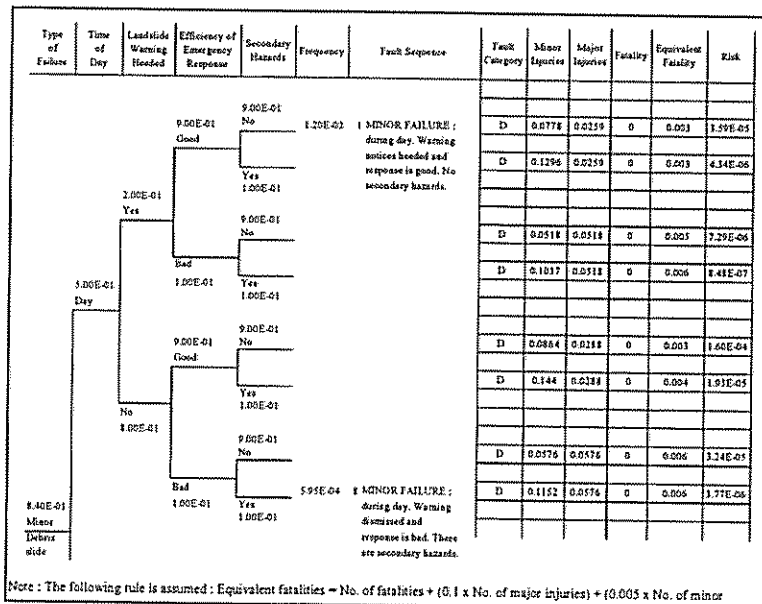 Type of Failure Time of Day Landslide Warning Needed Efficiency of Emergency Response Secondary Hazards Frequency Fault Sequence Fault Category Minor Injuries Major Injuries Fatality Equivalent Fatality Risk
9.00E-01
9.00E-01 No
Good 1.20E-02 1 MINOR FAILURE ; D 0.0778 0.0259 0 0.003 3.59E-05
during day. Warning
notices heeded and
Yes response is good. No D 0.1296 0.0259 0 0.003 4.34E-06
1.00E-01 secondary hazards.
2.00E-01
Yes 9.00E-01
No D 0.0518 0.0518 0 0.005 7.29E-06
Bad
1.00E-01 Yes D 0.1037 0.0518 0 0.006 8.48E-07
5.00E-01 1.00E-01
Day
9.00E-01 9.00E-01
Good No D 0.0864 0.0288 0 0.003 1.60E-04
Yes D 0.144 0.0288 0 0.004 1.93E-05
No 1.00E-01
8.00E-01
9.00E-01
No D 0.0576 0.0576 0 0.006 3.24E-05
Bad 5.95E-04 8 MINOR FAILURE ; D 0.1152 0.0576 0 0.006 3.77E-06
8.40E-01 1.00E-01 Yes during day. Warning
Minor 1.00E-01 dismissed and
Debris response is bad. There
slide are secondary hazards.
Note : The following rule is assumed : Equivalent fatalities = No. of fatalities + (0.1 x No. of major injuries) + (0.005 x No. of minor